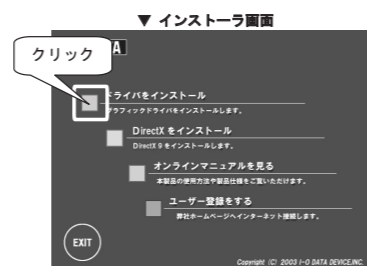 ▼ インストーラ画面
クリック
A
ドライバをインストール
グラフィックドライバをインストールします。
DirectX をインストール
DirectX 9 をインストールします。
オンラインマニュアルを見る
本製品の使用方法や製品仕様をご覧いただけます。
ユーザー登録をする
弊社ホームページへインターネット接続します。
EXIT
Copyright (C) 2003 I-O DATA DEVICE,INC.